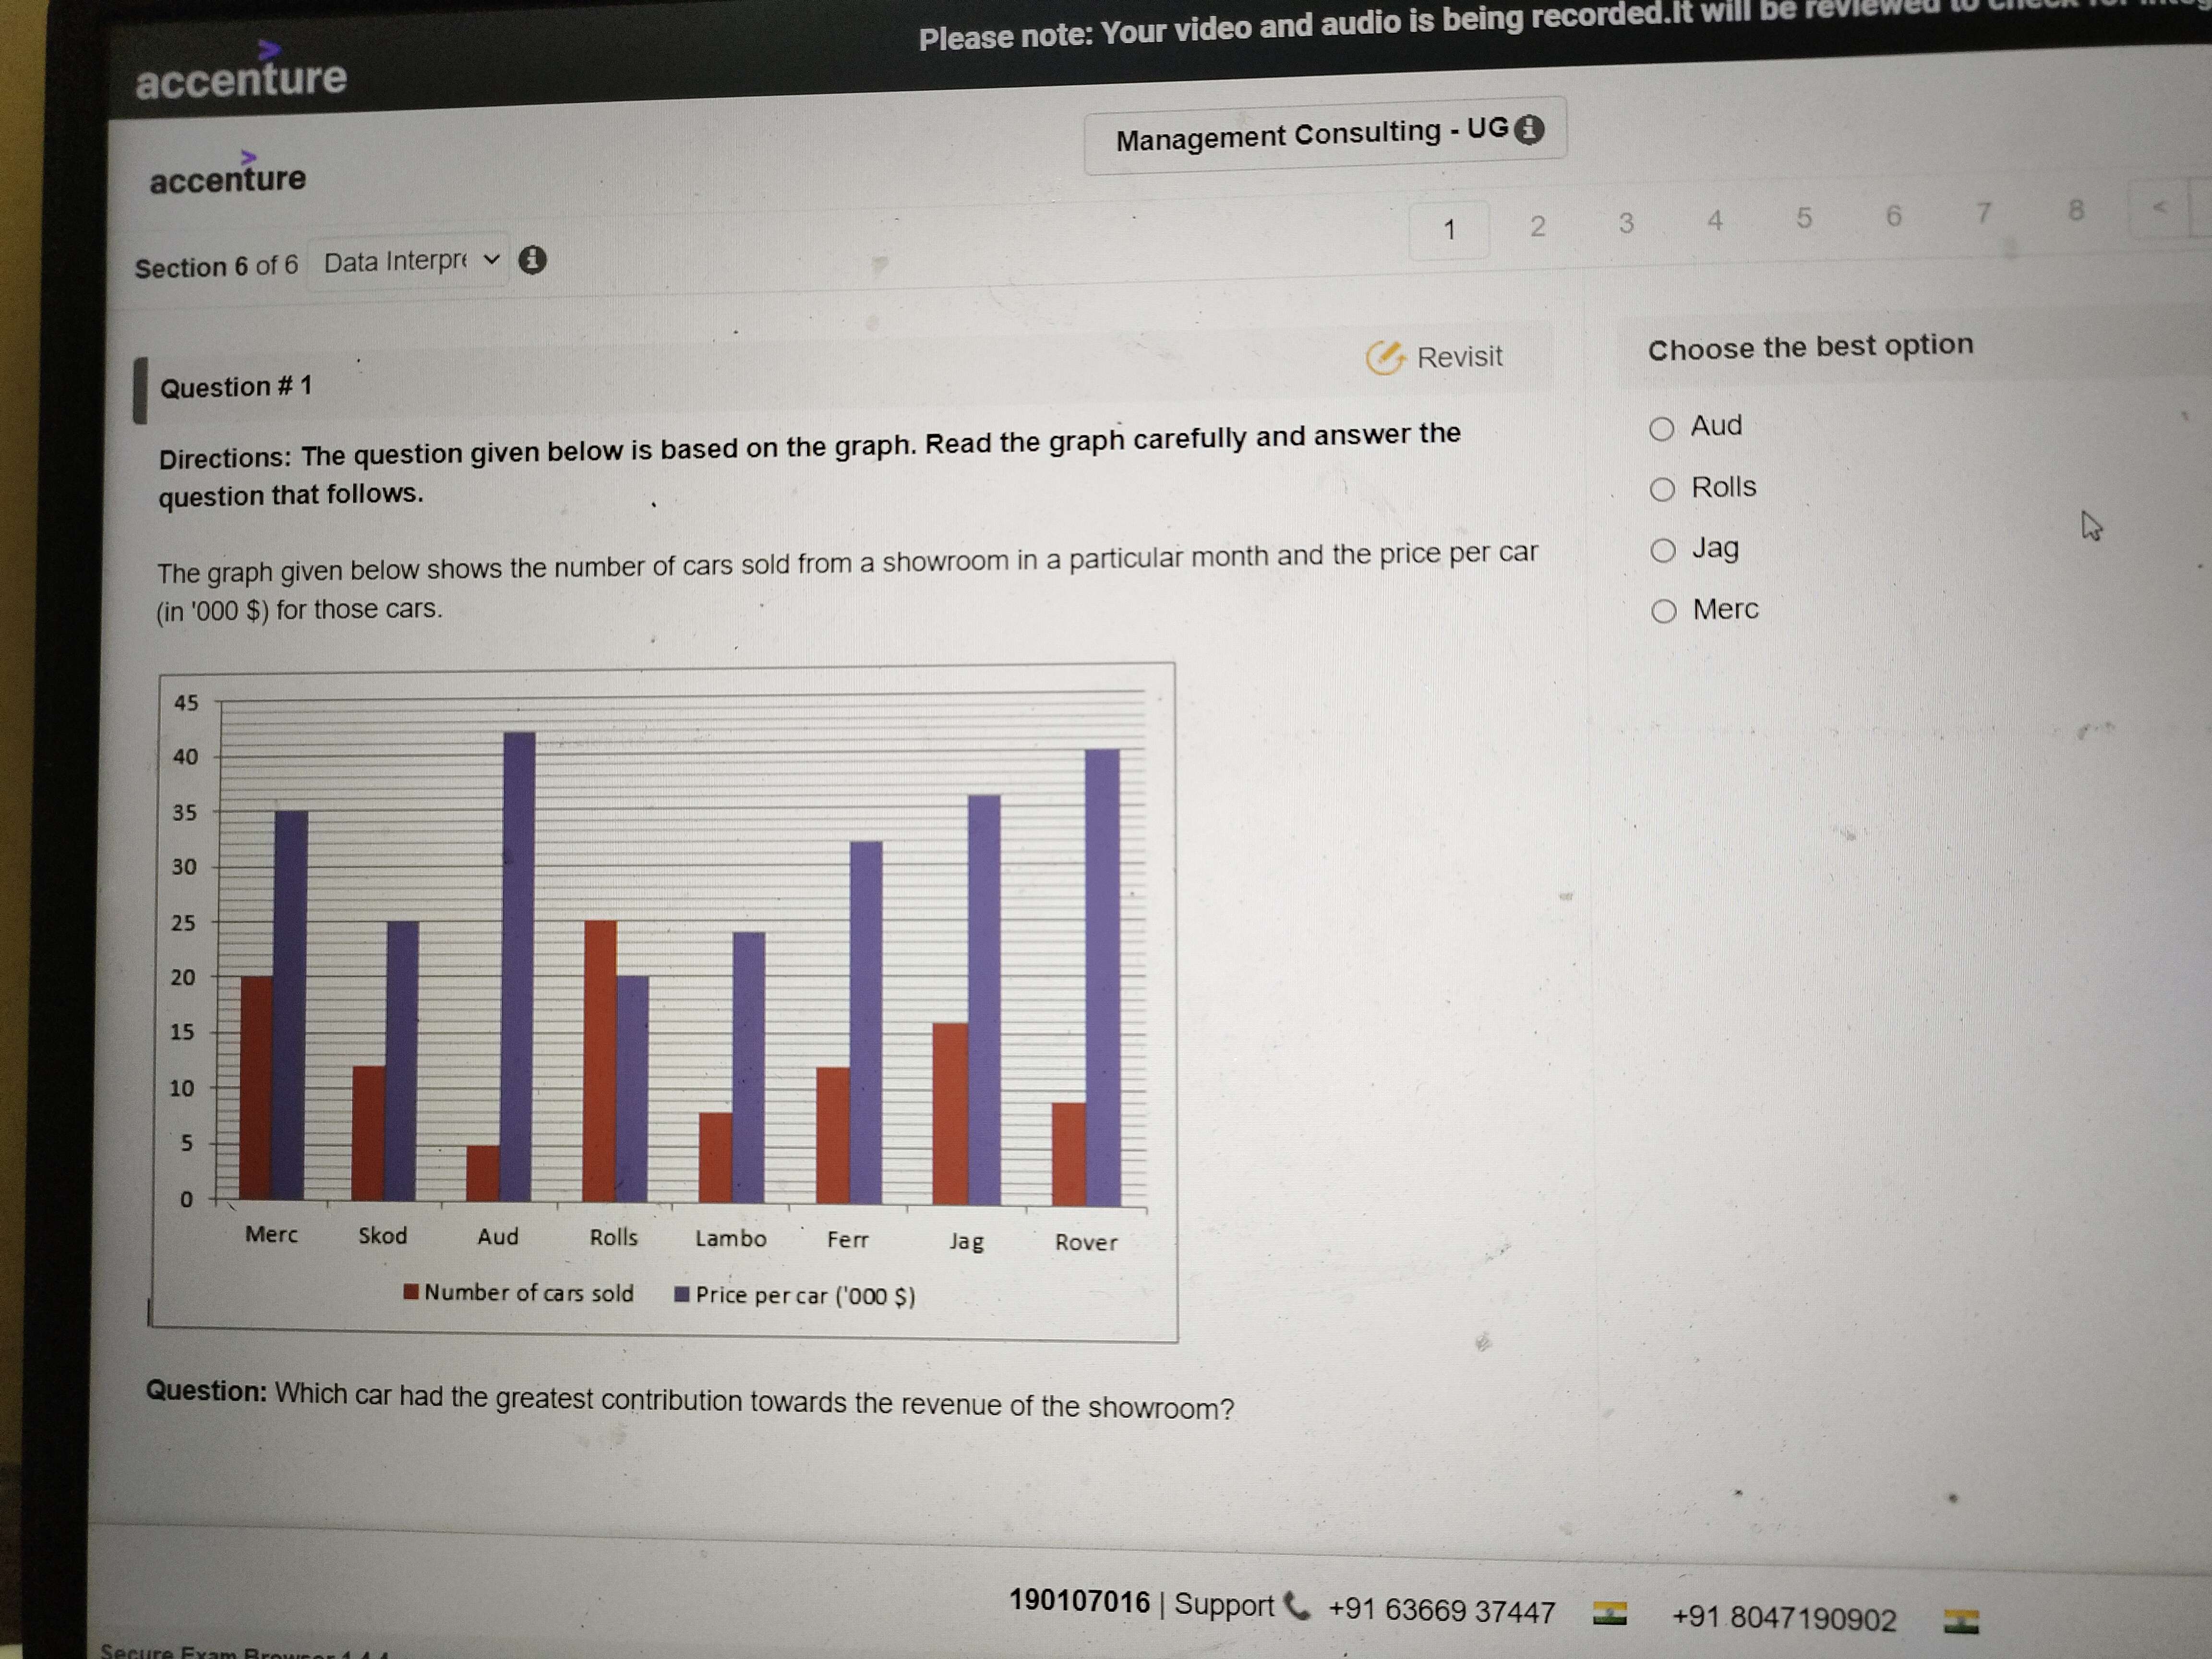 Please note: Your video and audio is being recorded.It will be reviewed to check for
accenture
Management Consulting - UG
accenture
1 2 3 4 5 6 7 8 <
Section 6 of 6 Data Interpre
Question # 1
Revisit
Choose the best option
Directions: The question given below is based on the graph. Read the graph carefully and answer the
question that follows.
The graph given below shows the number of cars sold from a showroom in a particular month and the price per car
(in '000 $) for those cars.
Aud
Rolls
Jag
Merc
45
40
35
30
25
20
15
10
5
0
Merc Skod Aud Rolls Lambo Ferr Jag Rover
Number of cars sold Price per car ('000 $)
Question: Which car had the greatest contribution towards the revenue of the showroom?
190107016 | Support +91 63669 37447 +91 8047190902
Secure Exam Browser 1.4.4